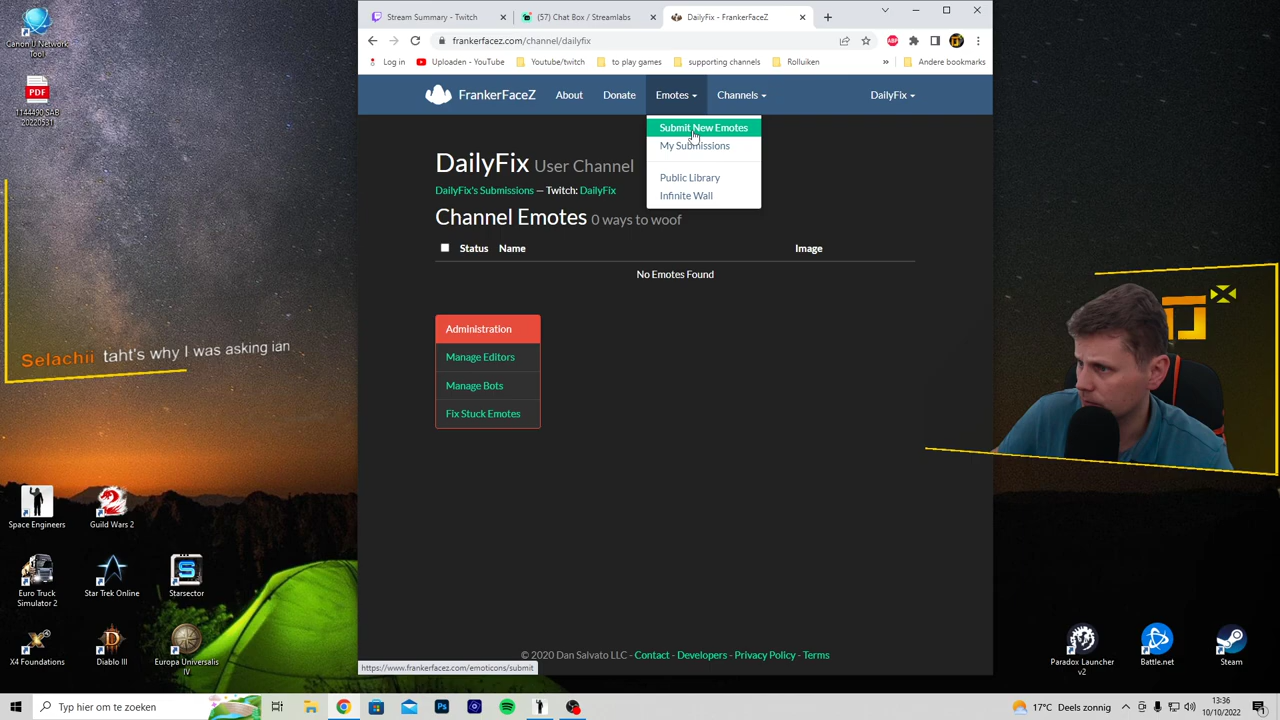 Canon IJ Network
Tool
PDF
1144490 SAB
20220531
Stream Summary - Twitch
(57) Chat Box / Streamlabs
DailyFix - FrankerFaceZ
frankerfacez.com/channel/dailyfix
ABP
Log in
Uploaden - YouTube
Youtube/twitch
to play games
supporting channels
Rolluiken
»
Andere bookmarks
FrankerFaceZ
About
Donate
Emotes
Channels
DailyFix
Submit New Emotes
My Submissions
Public Library
Infinite Wall
DailyFix User Channel
DailyFix's Submissions — Twitch: DailyFix
Channel Emotes 0 ways to woof
Status
Name
Image
No Emotes Found
Administration
Manage Editors
Manage Bots
Fix Stuck Emotes
Selachii taht's why I was asking ian
Space Engineers
Guild Wars 2
Euro Truck
Simulator 2
Star Trek Online
Starsector
X4 Foundations
Diablo III
Europa Universalis
IV
© 2020 Dan Salvato LLC - Contact - Developers - Privacy Policy - Terms
https://www.frankerfacez.com/emoticons/submit
Paradox Launcher
v2
Battle.net
Steam
Typ hier om te zoeken
17°C Deels zonnig
13:36
10/10/2022